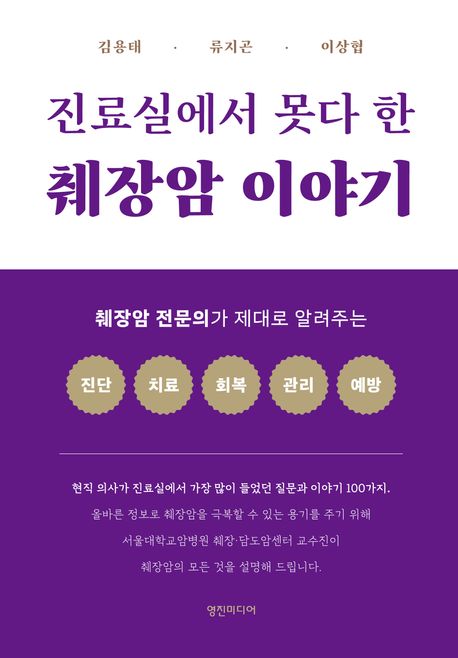 김용태 · 류지곤 · 이상협
진료실에서 못다 한
췌장암 이야기
췌장암 전문의가 제대로 알려주는
진단 치료 회복 관리 예방
현직 의사가 진료실에서 가장 많이 들었던 질문과 이야기 100가지.
올바른 정보로 췌장암을 극복할 수 있는 용기를 주기 위해
서울대학교암병원 췌장·담도암센터 교수진이
췌장암의 모든 것을 설명해 드립니다.
영진미디어